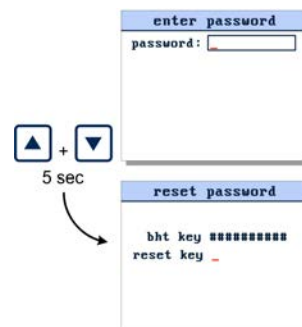 enter password
password: _
+
5 sec
reset password
bht key ##########
reset key _